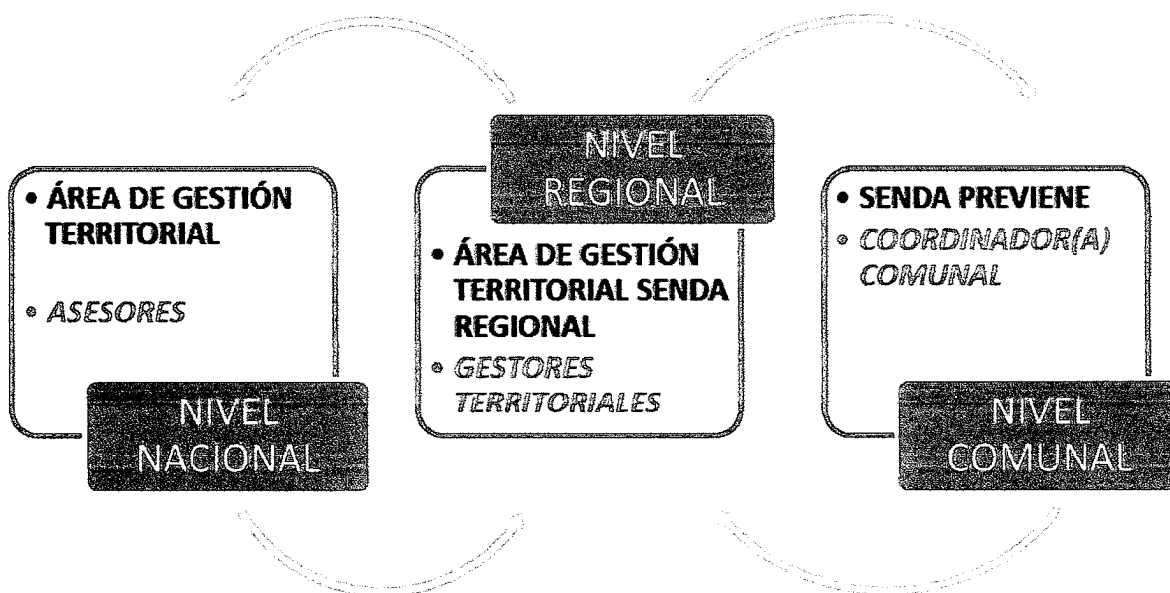 • ÁREA DE GESTIÓN
TERRITORIAL
• ASESORES
NIVEL
NACIONAL
NIVEL
REGIONAL
• ÁREA DE GESTIÓN
TERRITORIAL SENDA
REGIONAL
• GESTORES
TERRITORIALES
• SENDA PREVIENE
• COORDINADOR(A)
COMUNAL
NIVEL
COMUNAL